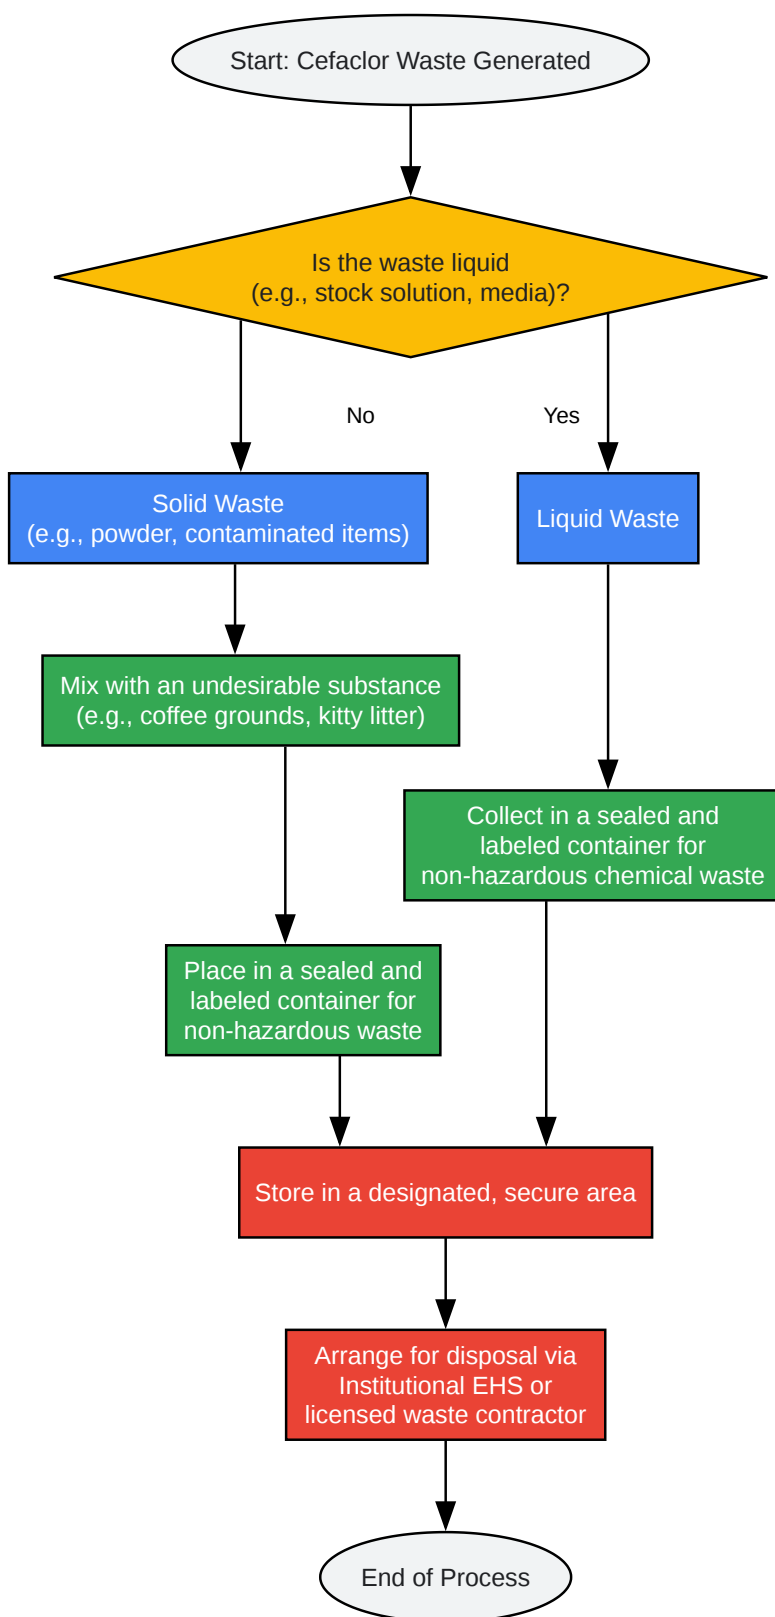 Start: Cefaclor Waste Generated
Is the waste liquid
(e.g., stock solution, media)?
No
Yes
Solid Waste
(e.g., powder, contaminated items)
Liquid Waste
Mix with an undesirable substance
(e.g., coffee grounds, kitty litter)
Collect in a sealed and
labeled container for
non-hazardous chemical waste
Place in a sealed and
labeled container for
non-hazardous waste
Store in a designated, secure area
Arrange for disposal via
Institutional EHS or
licensed waste contractor
End of Process